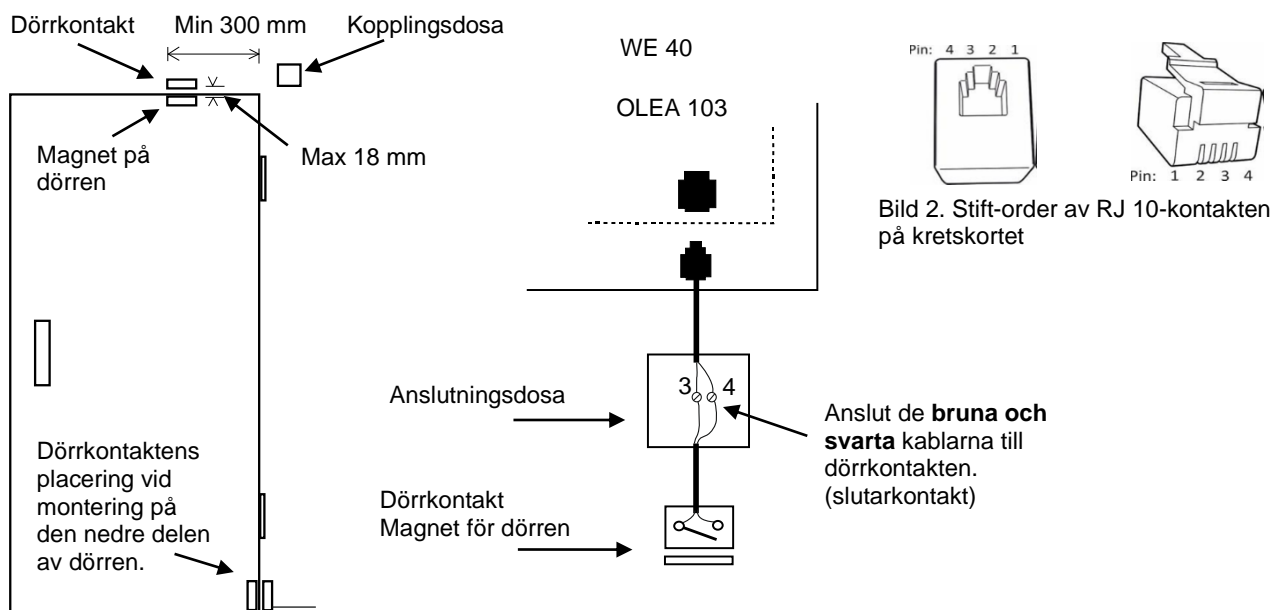 Dörrkontakt
Min 300 mm
Kopplingsdosa
Magnet på
dörren
Max 18 mm
Dörrkontaktens
placering vid
montering på
den nedre delen
av dörren.
WE 40
OLEA 103
Anslutningsdosa
3 4
Anslut de bruna och
svarta kablarna till
dörrkontakten.
(slutarkontakt)
Dörrkontakt
Magnet för dörren
Pin: 4 3 2 1
Pin: 1 2 3 4
Bild 2. Stift-order av RJ 10-kontakten
på kretskortet